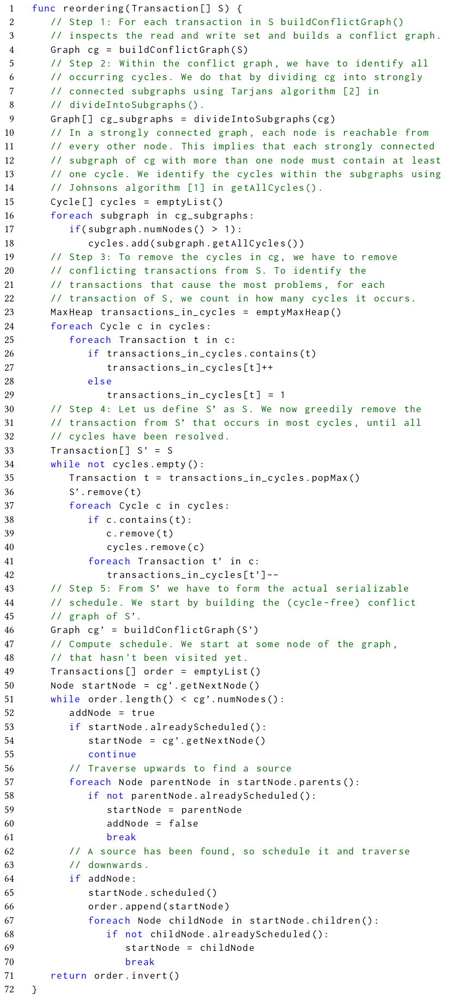 1 func reordering(Transaction[] S) {
2 // Step 1: For each transaction in S buildConflictGraph()
3 // inspects the read and write set and builds a conflict graph.
4 Graph cg = buildConflictGraph(S)
5 // Step 2: Within the conflict graph, we have to identify all
6 // occurring cycles. We do that by dividing cg into strongly
7 // connected subgraphs using Tarjans algorithm [2] in
8 // divideIntoSubgraphs().
9 Graph[] cg_subgraphs = divideIntoSubgraphs(cg)
10 // In a strongly connected graph, each node is reachable from
11 // every other node. This implies that each strongly connected
12 // subgraph of cg with more than one node must contain at least
13 // one cycle. We identify the cycles within the subgraphs using
14 // Johnsons algorithm [1] in getAllCycles().
15 Cycle[] cycles = emptyList()
16 foreach subgraph in cg_subgraphs:
17 if(subgraph.numNodes() > 1):
18 cycles.add(subgraph.getAllCycles())
19 // Step 3: To remove the cycles in cg, we have to remove
20 // conflicting transactions from S. To identify the
21 // transactions that cause the most problems, for each
22 // transaction of S, we count in how many cycles it occurs.
23 MaxHeap transactions_in_cycles = emptyMaxHeap()
24 foreach Cycle c in cycles:
25 foreach Transaction t in c:
26 if transactions_in_cycles.contains(t)
27 transactions_in_cycles[t]++
28 else
29 transactions_in_cycles[t] = 1
30 // Step 4: Let us define S’ as S. We now greedily remove the
31 // transaction from S’ that occurs in most cycles, until all
32 // cycles have been resolved.
33 Transaction[] S’ = S
34 while not cycles.empty():
35 Transaction t = transactions_in_cycles.popMax()
36 S’.remove(t)
37 foreach Cycle c in cycles:
38 if c.contains(t):
39 c.remove(t)
40 cycles.remove(c)
41 foreach Transaction t’ in c:
42 transactions_in_cycles[t’]--
43 // Step 5: From S’ we have to form the actual serializable
44 // schedule. We start by building the (cycle-free) conflict
45 // graph of S’.
46 Graph cg’ = buildConflictGraph(S’)
47 // Compute schedule. We start at some node of the graph,
48 // that hasn't been visited yet.
49 Transactions[] order = emptyList()
50 Node startNode = cg’.getNextNode()
51 while order.length() < cg’.numNodes():
52 addNode = true
53 if startNode.alreadyScheduled():
54 startNode = cg’.getNextNode()
55 continue
56 // Traverse upwards to find a source
57 foreach Node parentNode in startNode.parents():
58 if not parentNode.alreadyScheduled():
59 startNode = parentNode
60 addNode = false
61 break
62 // A source has been found, so schedule it and traverse
63 // downwards.
64 if addNode:
65 startNode.scheduled()
66 order.append(startNode)
67 foreach Node childNode in startNode.children():
68 if not childNode.alreadyScheduled():
69 startNode = childNode
70 break
71 return order.invert()
72 }